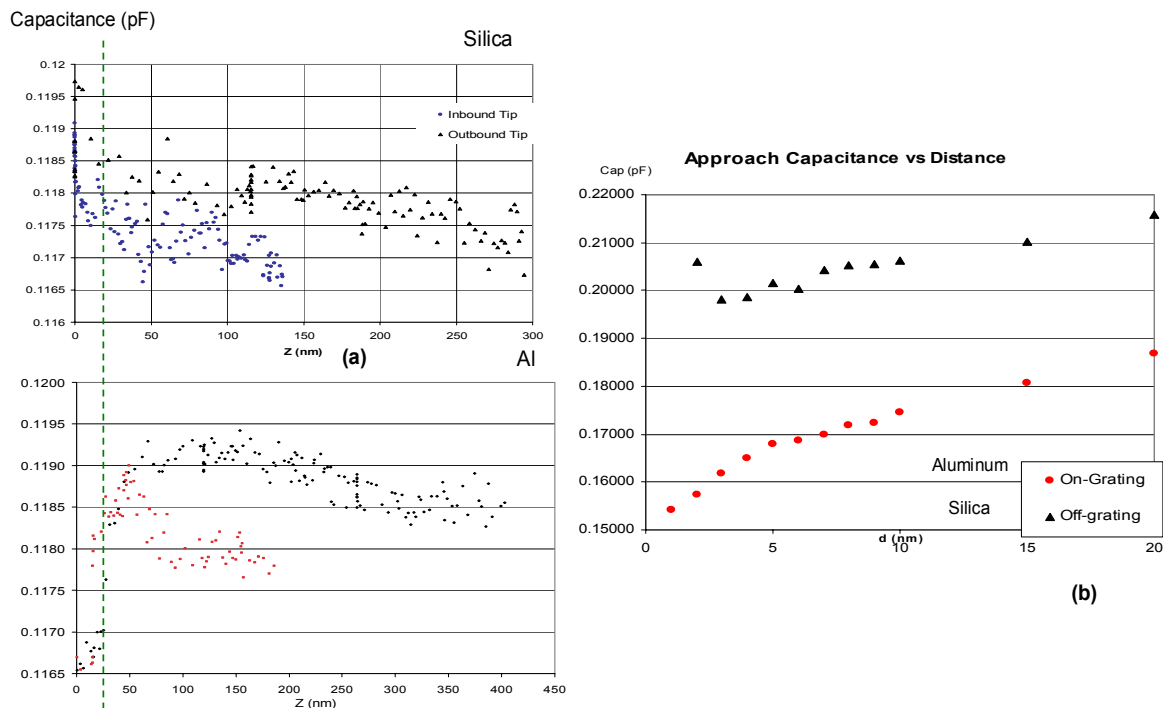 Capacitance (pF)
Silica
0.12
0.1195
0.119
0.1185
0.118
0.1175
0.117
0.1165
0.116
Inbound Tip
Outbound Tip
0 50 100 150 200 250 300
Z (nm)
(a)
Al
0.1200
0.1195
0.1190
0.1185
0.1180
0.1175
0.1170
0.1165
0 50 100 150 200 250 300 350 400 450
Z (nm)
Approach Capacitance vs Distance
Cap (pF)
0.22000
0.21000
0.20000
0.19000
0.18000
0.17000
0.16000
0.15000
Aluminum
Silica
On-Grating
Off-grating
0 5 10 15 20
d (nm)
(b)